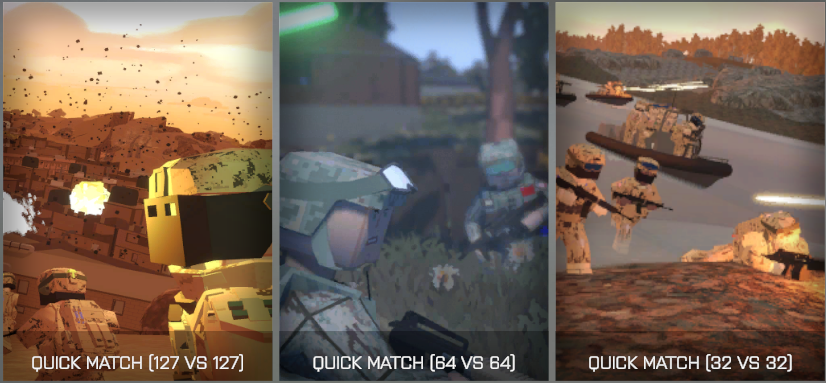 QUICK MATCH (127 VS 127)
QUICK MATCH (64 VS 64)
QUICK MATCH (32 VS 32)